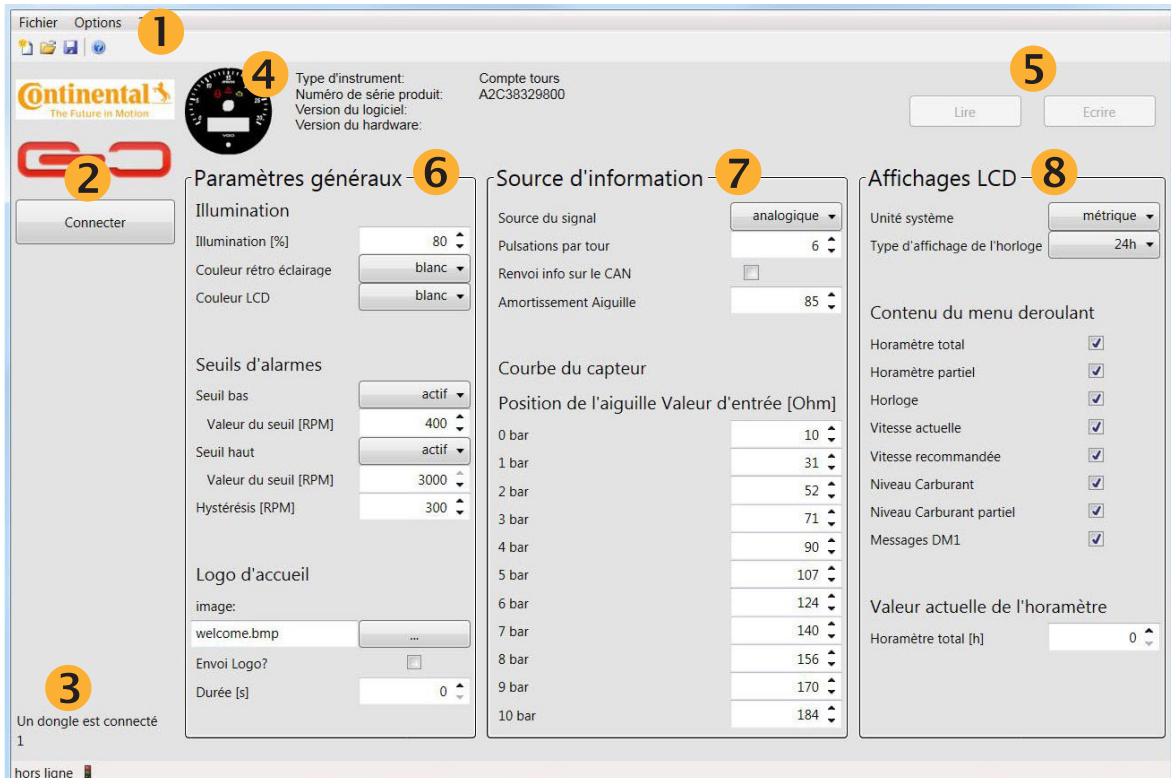 Fichier Options
1
Continental
The Future in Motion
2
Connecter
3
Un dongle est connecté
1
hors ligne
4
VDO
Type d'instrument: Compte tours
Numéro de série produit: A2C38329800
Version du logiciel:
Version du hardware:
5
Lire Ecrire
Paramètres généraux 6
Illumination
Illumination [%] 80
Couleur rétro éclairage blanc
Couleur LCD blanc
Seuils d'alarmes
Seuil bas actif
Valeur du seuil [RPM] 400
Seuil haut actif
Valeur du seuil [RPM] 3000
Hystérésis [RPM] 300
Logo d'accueil
image:
welcome.bmp ...
Envoi Logo?
Durée [s] 0
Source d'information 7
Source du signal analogique
Pulsations par tour 6
Renvoi info sur le CAN
Amortissement Aiguille 85
Courbe du capteur
Position de l'aiguille Valeur d'entrée [Ohm]
0 bar 10
1 bar 31
2 bar 52
3 bar 71
4 bar 90
5 bar 107
6 bar 124
7 bar 140
8 bar 156
9 bar 170
10 bar 184
Affichages LCD 8
Unité système métrique
Type d'affichage de l'horloge 24h
Contenu du menu deroulant
Horamètre total
Horamètre partiel
Horloge
Vitesse actuelle
Vitesse recommandée
Niveau Carburant
Niveau Carburant partiel
Messages DM1
Valeur actuelle de l'horamètre
Horamètre total [h] 0